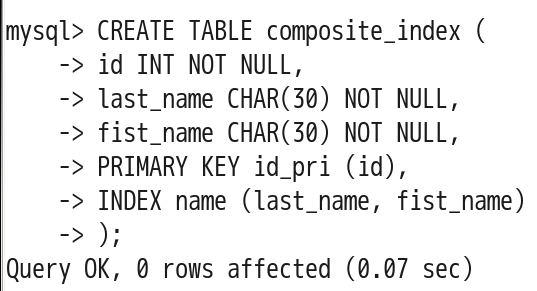 mysql> CREATE TABLE composite_index (
    -> id INT NOT NULL,
    -> last_name CHAR(30) NOT NULL,
    -> fist_name CHAR(30) NOT NULL,
    -> PRIMARY KEY id_pri (id),
    -> INDEX name (last_name, fist_name)
    -> );
Query OK, 0 rows affected (0.07 sec)